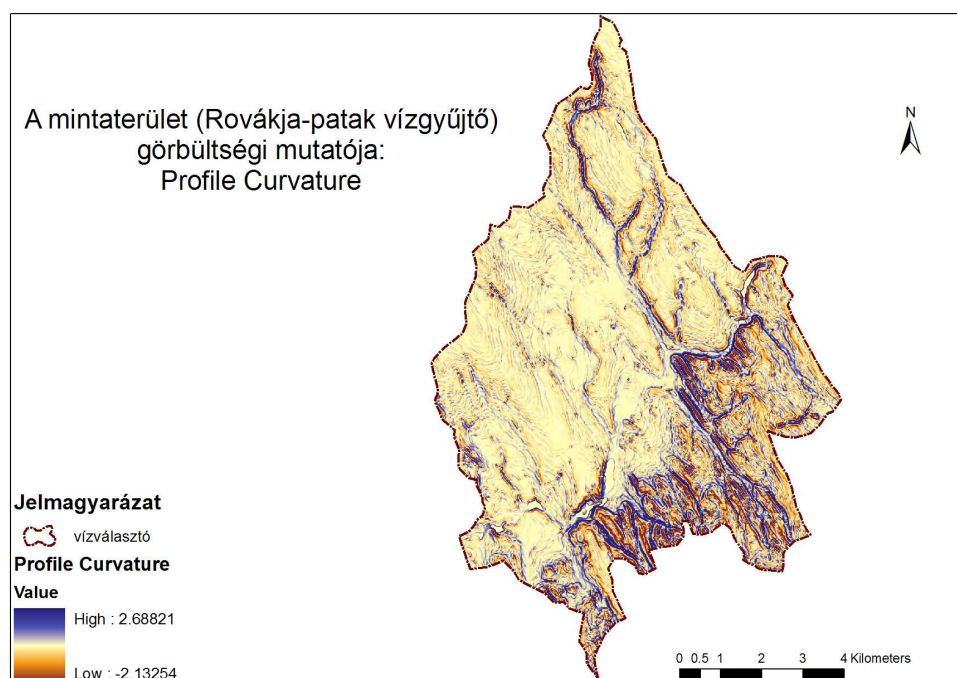 A mintaterület (Rovákja-patak vízgyűjtő)
görbültségi mutatója:
Profile Curvature
N
Jelmagyarázat
vízválasztó
Profile Curvature
Value
High : 2.68821
Low : -2.13254
0 0.5 1 2 3 4 Kilometers